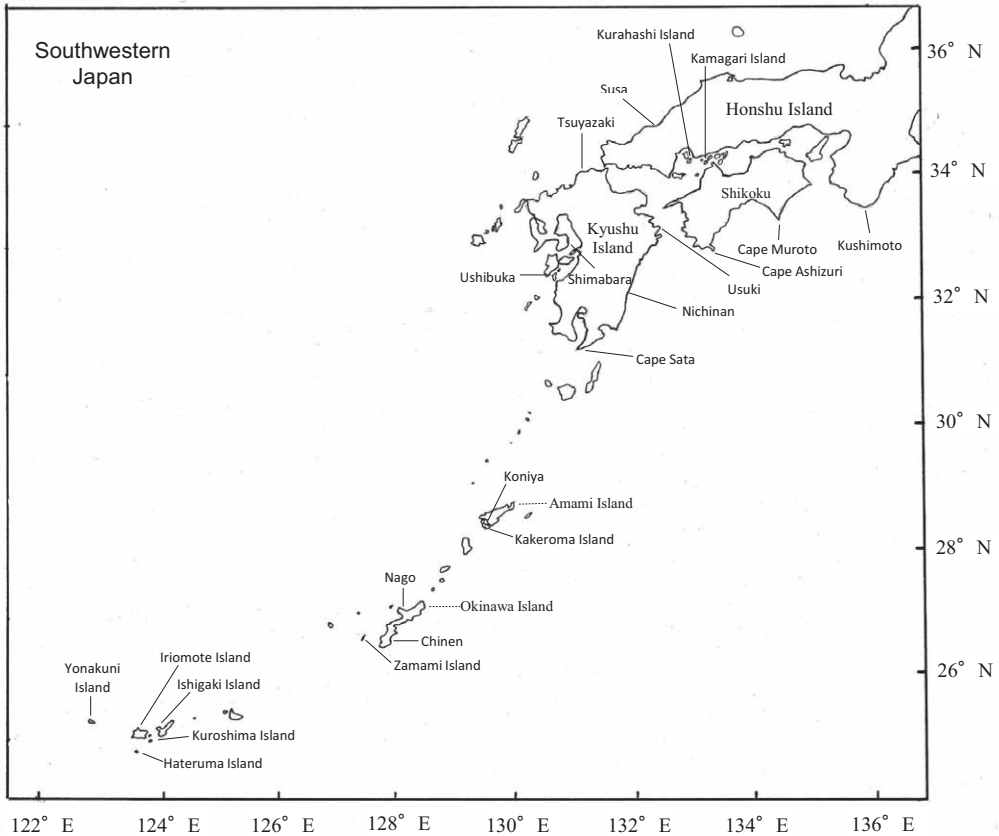 Southwestern
Japan
Kurahashi Island
Kamagari Island
Susa
Tsuyazaki
Honshu Island
Shikoku
Kyushu
Island
Cape Muroto
Kushimoto
Cape Ashizuri
Usuki
Ushibuka
Shimabara
Nichinan
Cape Sata
Koniya
Amami Island
Kakeroma Island
Nago
Okinawa Island
Chinen
Zamami Island
Yonakuni
Island
Iriomote Island
Ishigaki Island
Kuroshima Island
Hateruma Island
36° N
34° N
32° N
30° N
28° N
26° N
122° E 124° E 126° E 128° E 130° E 132° E 134° E 136° E